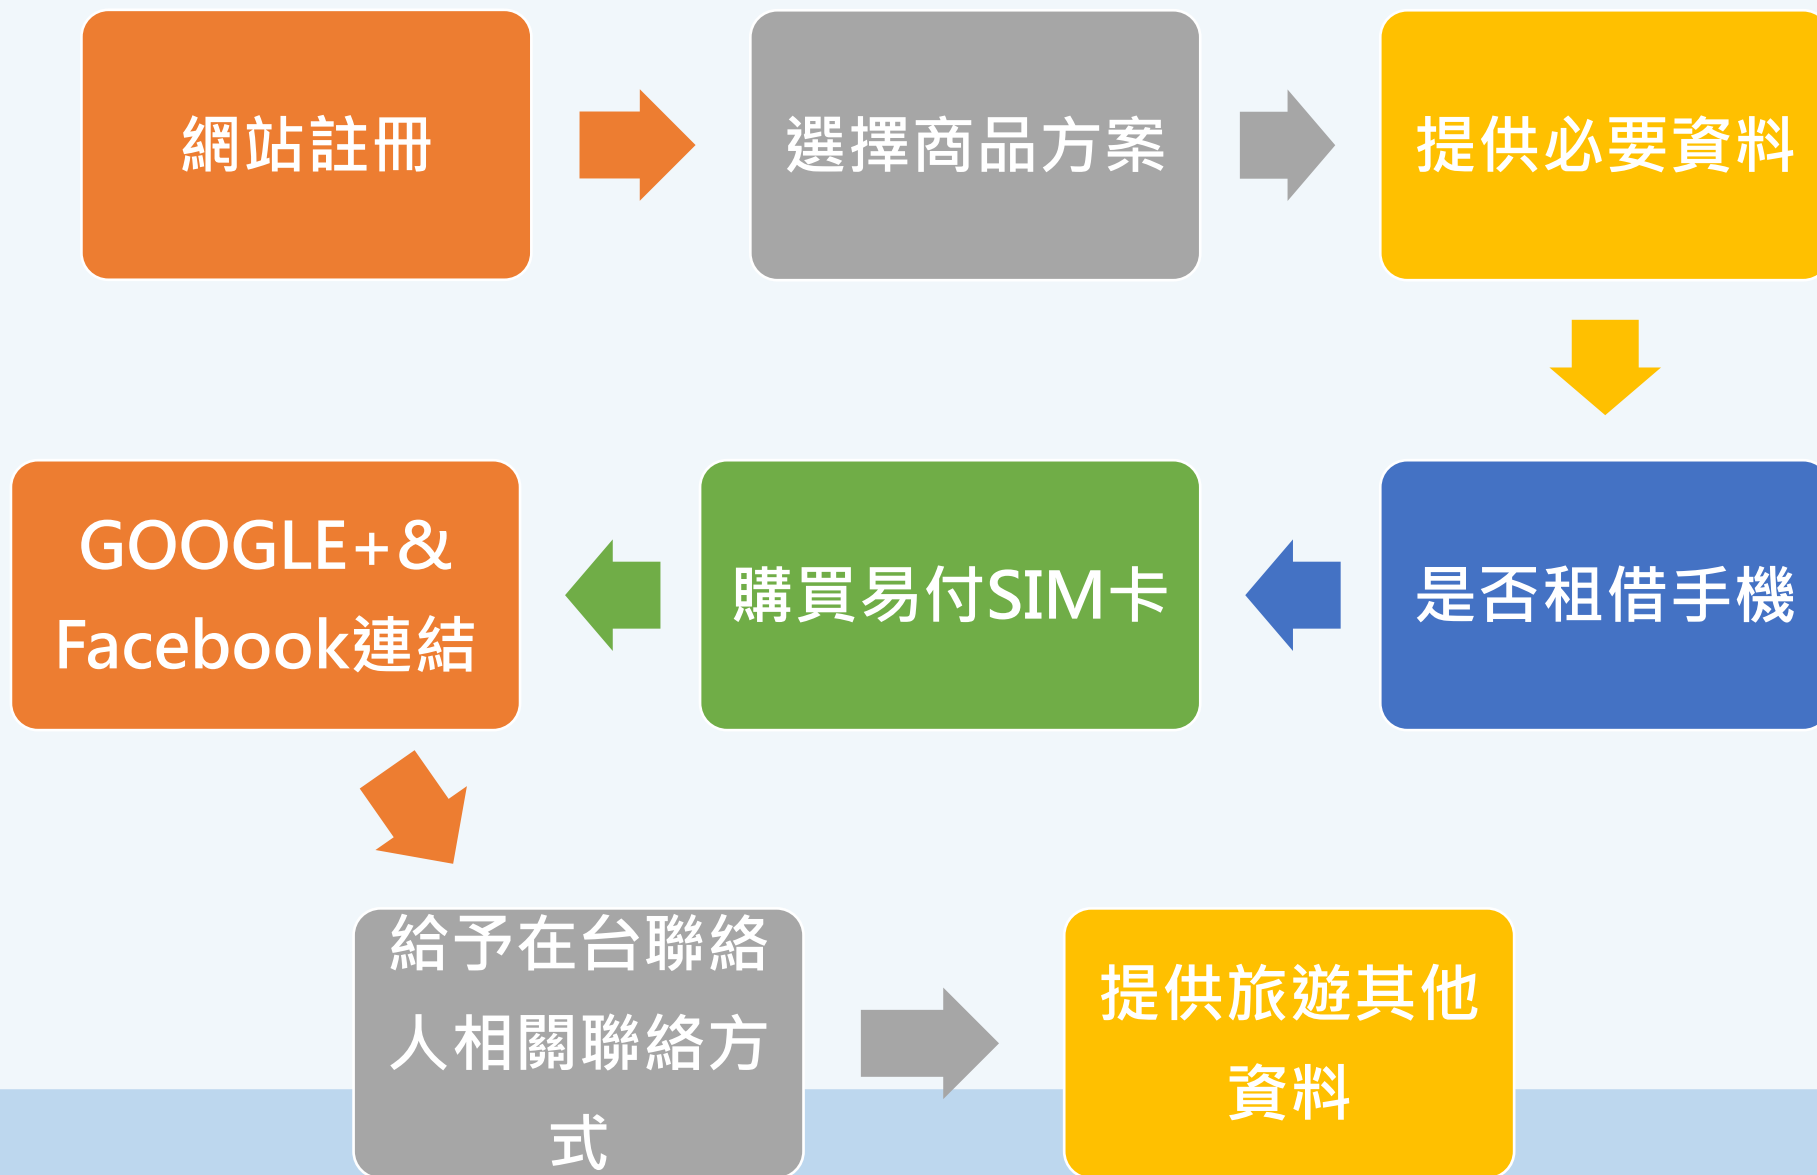 網站註冊
選擇商品方案
提供必要資料
是否租借手機
購買易付SIM卡
GOOGLE+&
Facebook連結
給予在台聯絡
人相關聯絡方
式
提供旅遊其他
資料